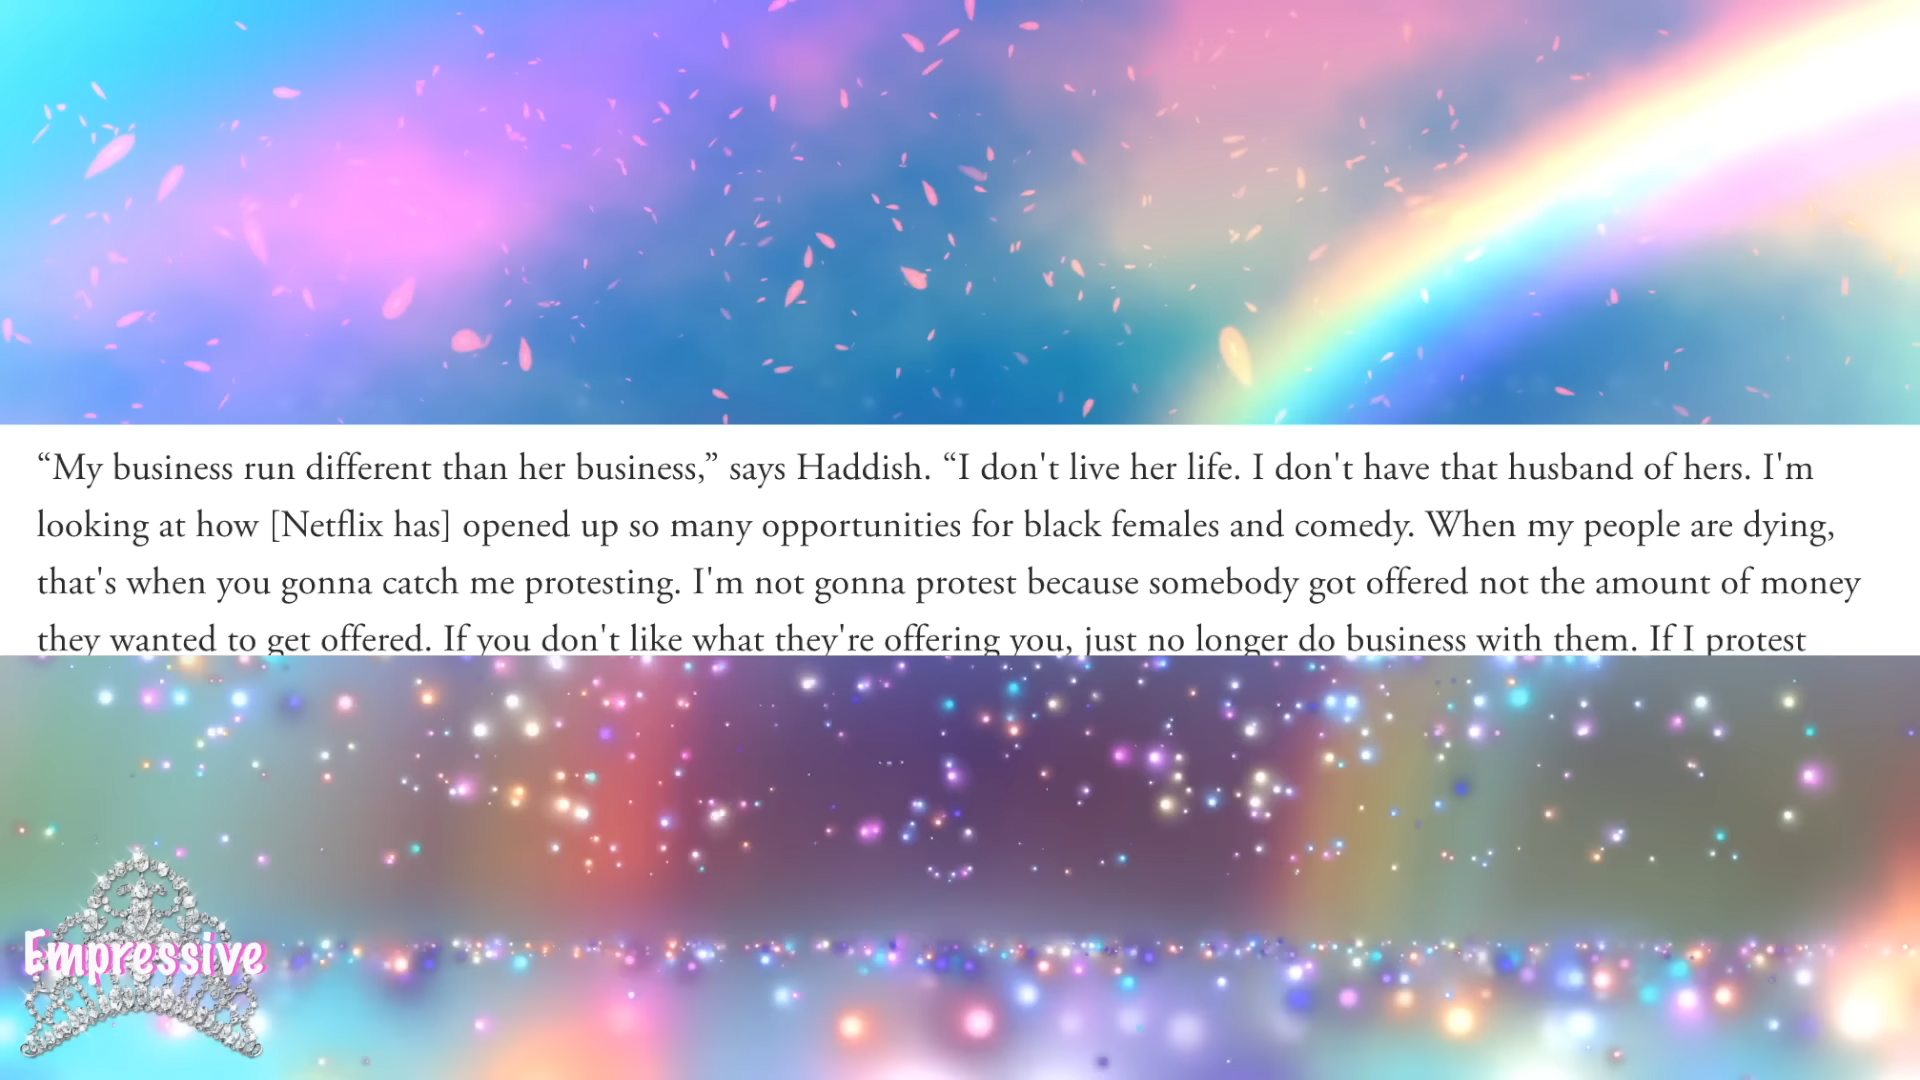 “My business run different than her business,” says Haddish. “I don't live her life. I don't have that husband of hers. I'm
looking at how [Netflix has] opened up so many opportunities for black females and comedy. When my people are dying,
that's when you gonna catch me protesting. I'm not gonna protest because somebody got offered not the amount of money
they wanted to get offered. If you don't like what they're offering you, just no longer do business with them. If I protest
Empressive